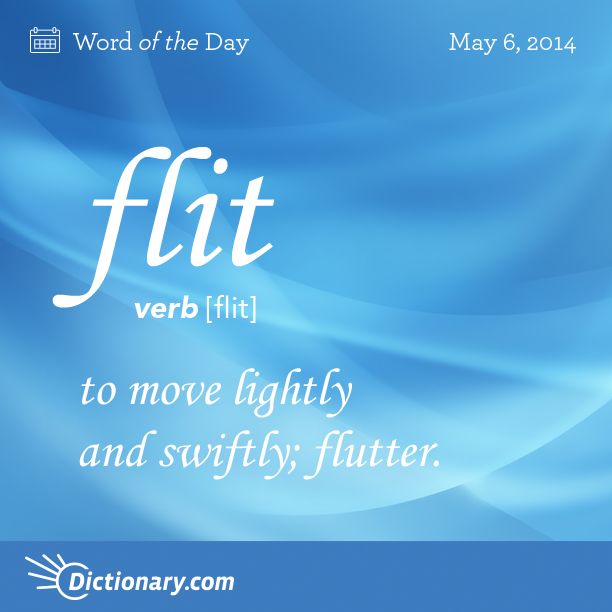 Word of the Day
May 6, 2014
flit
verb [flit]
to move lightly
and swiftly; flutter.
Dictionary.com